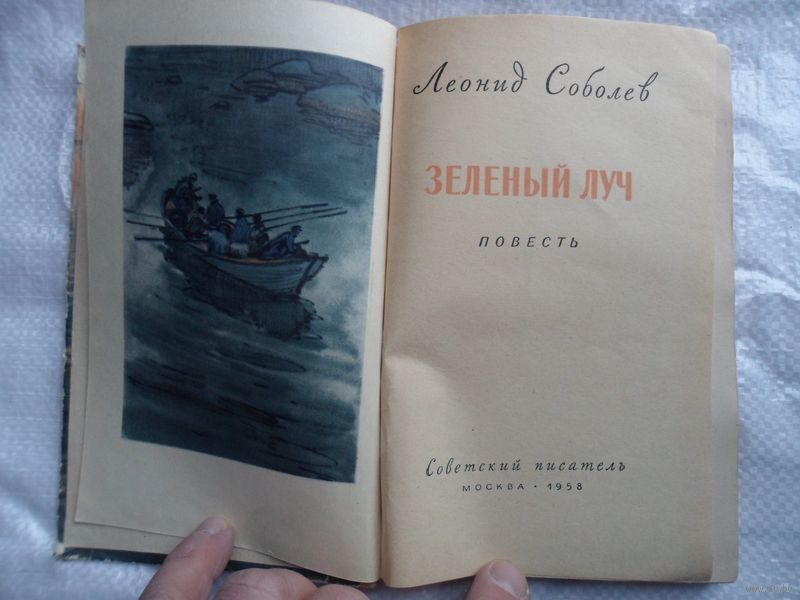 Леонид Соболев
ЗЕЛЕНЫЙ ЛУЧ
ПОВЕСТЬ
Советский писатель
МОСКВА · 1958